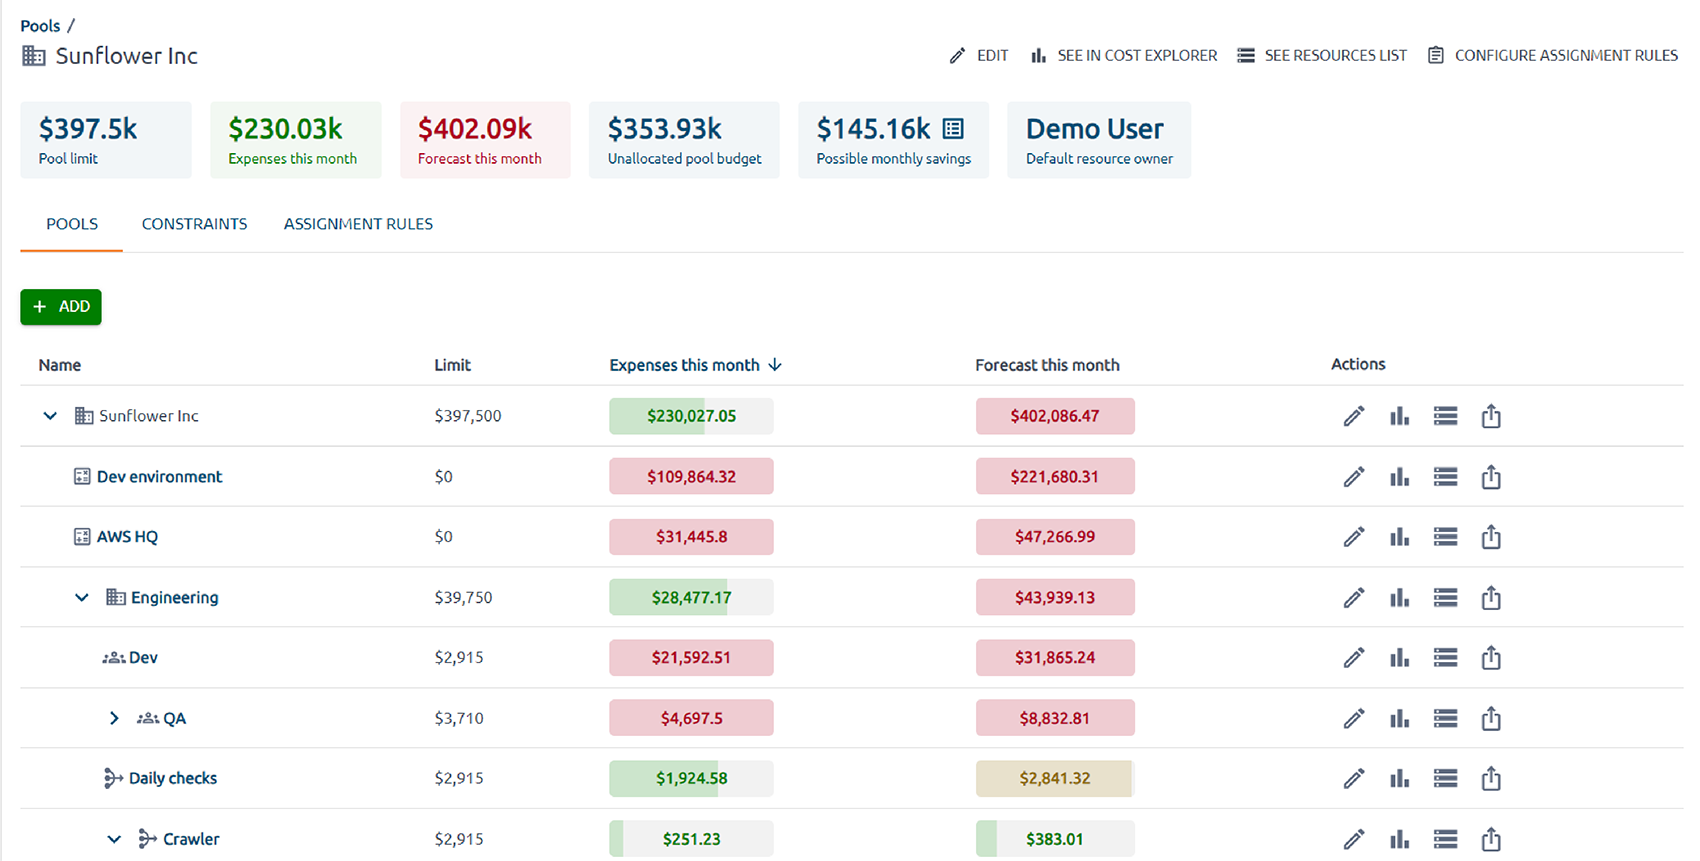 Pools /
Sunflower Inc
EDIT SEE IN COST EXPLORER SEE RESOURCES LIST CONFIGURE ASSIGNMENT RULES
$397.5k $230.03k $402.09k $353.93k $145.16k Demo User
Pool limit Expenses this month Forecast this month Unallocated pool budget Possible monthly savings Default resource owner
POOLS CONSTRAINTS ASSIGNMENT RULES
+ ADD
Name Limit Expenses this month ↓ Forecast this month Actions
Sunflower Inc $397,500 $230,027.05 $402,086.47
Dev environment $0 $109,864.32 $221,680.31
AWS HQ $0 $31,445.8 $47,266.99
Engineering $39,750 $28,477.17 $43,939.13
Dev $2,915 $21,592.51 $31,865.24
QA $3,710 $4,697.5 $8,832.81
Daily checks $2,915 $1,924.58 $2,841.32
Crawler $2,915 $251.23 $383.01